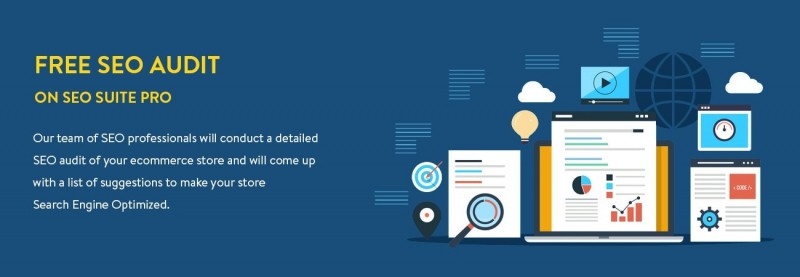 FREE SEO AUDIT
ON SEO SUITE PRO
Our team of SEO professionals will conduct a detailed
SEO audit of your ecommerce store and will come up
with a list of suggestions to make your store
Search Engine Optimized.
< CODE />